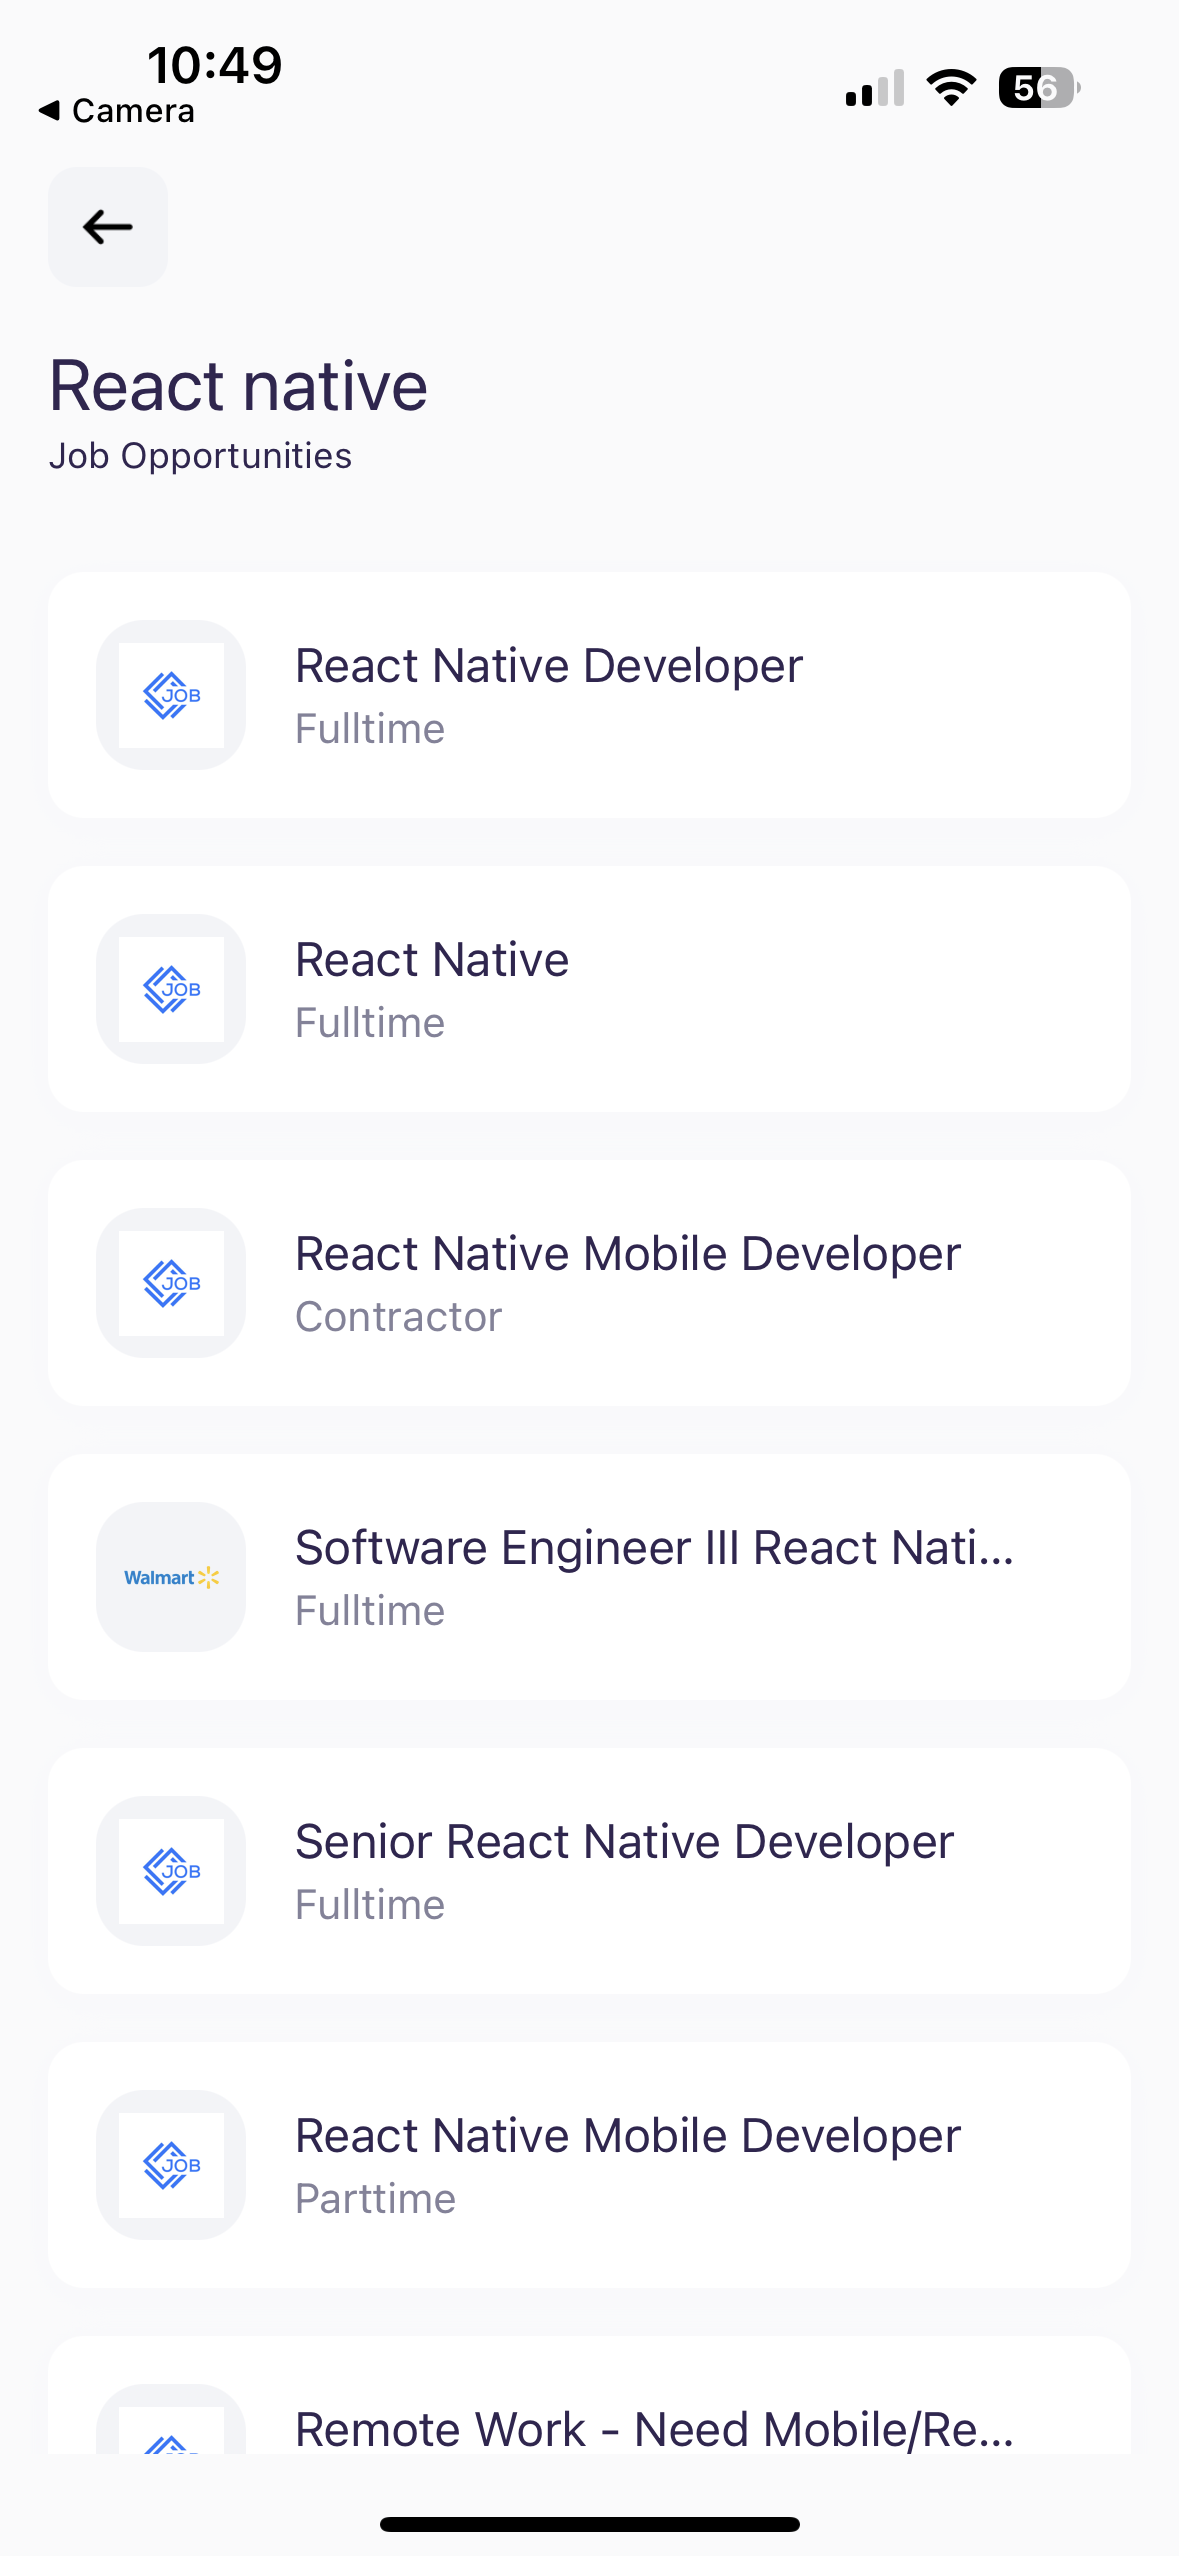 10:49
56
◀ Camera
React native
Job Opportunities
JOB
React Native Developer
Fulltime
JOB
React Native
Fulltime
JOB
React Native Mobile Developer
Contractor
Walmart
Software Engineer III React Nati...
Fulltime
JOB
Senior React Native Developer
Fulltime
JOB
React Native Mobile Developer
Parttime
Remote Work - Need Mobile/Re...